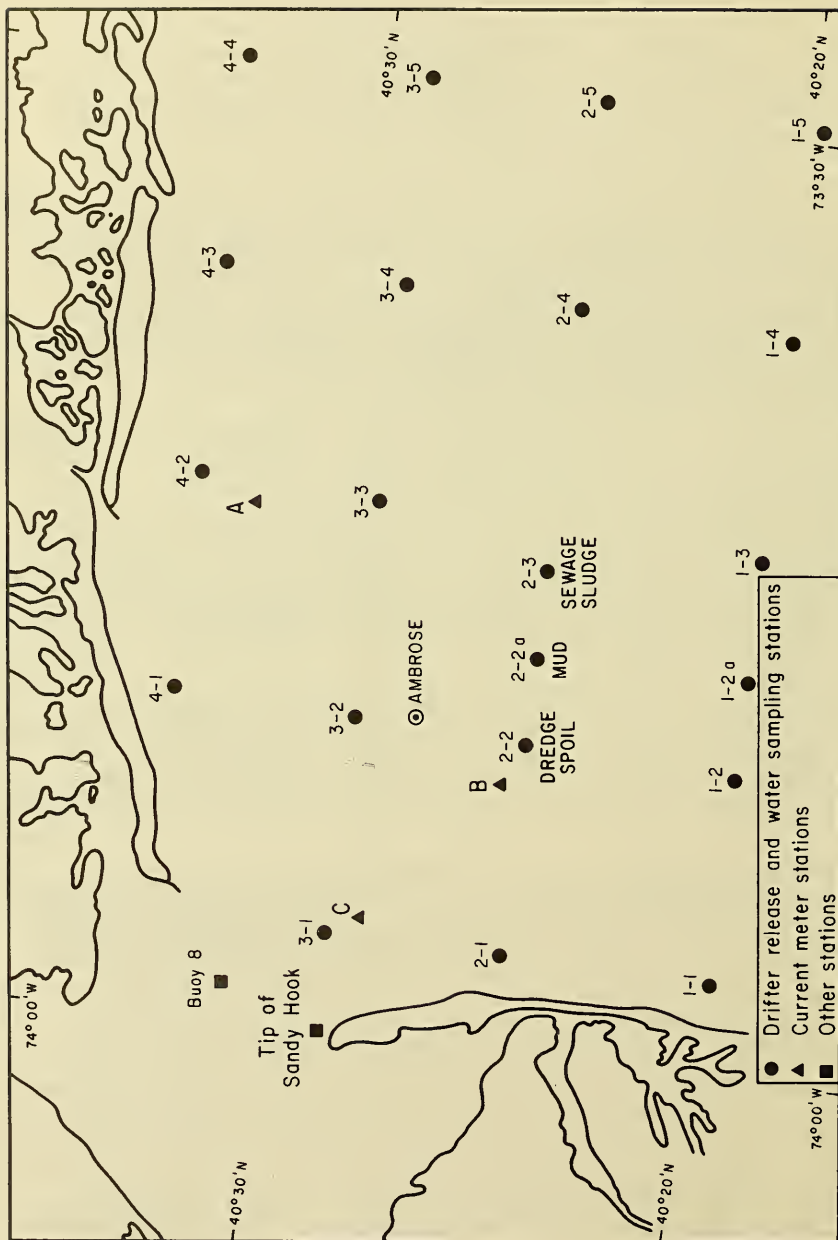 74°00'W
Buoy 8
Tip of
Sandy Hook
40°30'N
40°20'N
74°00'W
4-1
4-2
4-3
4-4
A
3-1
C
3-2
3-3
3-4
3-5
40°30'N
AMBROSE
B
2-1
2-2
DREDGE
SPOIL
2-2a
MUD
2-3
SEWAGE
SLUDGE
2-4
2-5
1-1
1-2
1-2a
1-3
1-4
1-5
73°30'W
40°20'N
Drifter release and water sampling stations
Current meter stations
Other stations